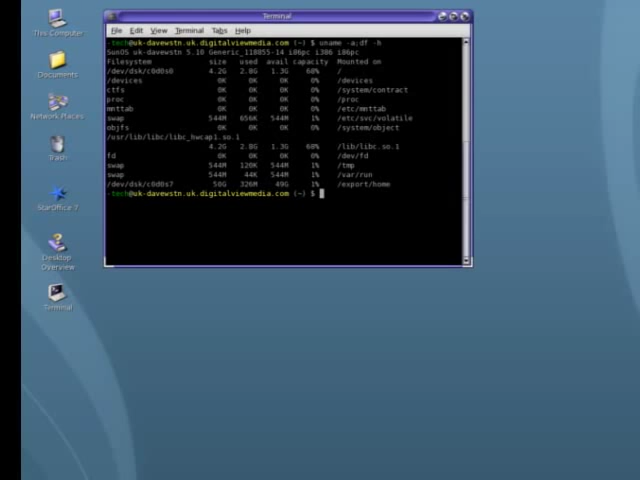 This Computer
Documents
Network Places
Trash
StarOffice 7
Desktop
Overview
Terminal
Terminal
File Edit View Terminal Tabs Help
-tech@uk-davewstn.uk.digitalviewmedia.com (~) $ uname -a;df -h
SunOS uk-davewstn 5.10 Generic_118855-14 i86pc i386 i86pc
Filesystem size used avail capacity Mounted on
/dev/dsk/c0d0s0 4.2G 2.8G 1.3G 68% /
/devices 0K 0K 0K 0% /devices
ctfs 0K 0K 0K 0% /system/contract
proc 0K 0K 0K 0% /proc
mnttab 0K 0K 0K 0% /etc/mnttab
swap 544M 656K 544M 1% /etc/svc/volatile
objfs 0K 0K 0K 0% /system/object
/usr/lib/libc/libc_hwcap1.so.1
4.2G 2.8G 1.3G 68% /lib/libc.so.1
fd 0K 0K 0K 0% /dev/fd
swap 544M 120K 544M 1% /tmp
swap 544M 44K 544M 1% /var/run
/dev/dsk/c0d0s7 50G 326M 49G 1% /export/home
-tech@uk-davewstn.uk.digitalviewmedia.com (~) $